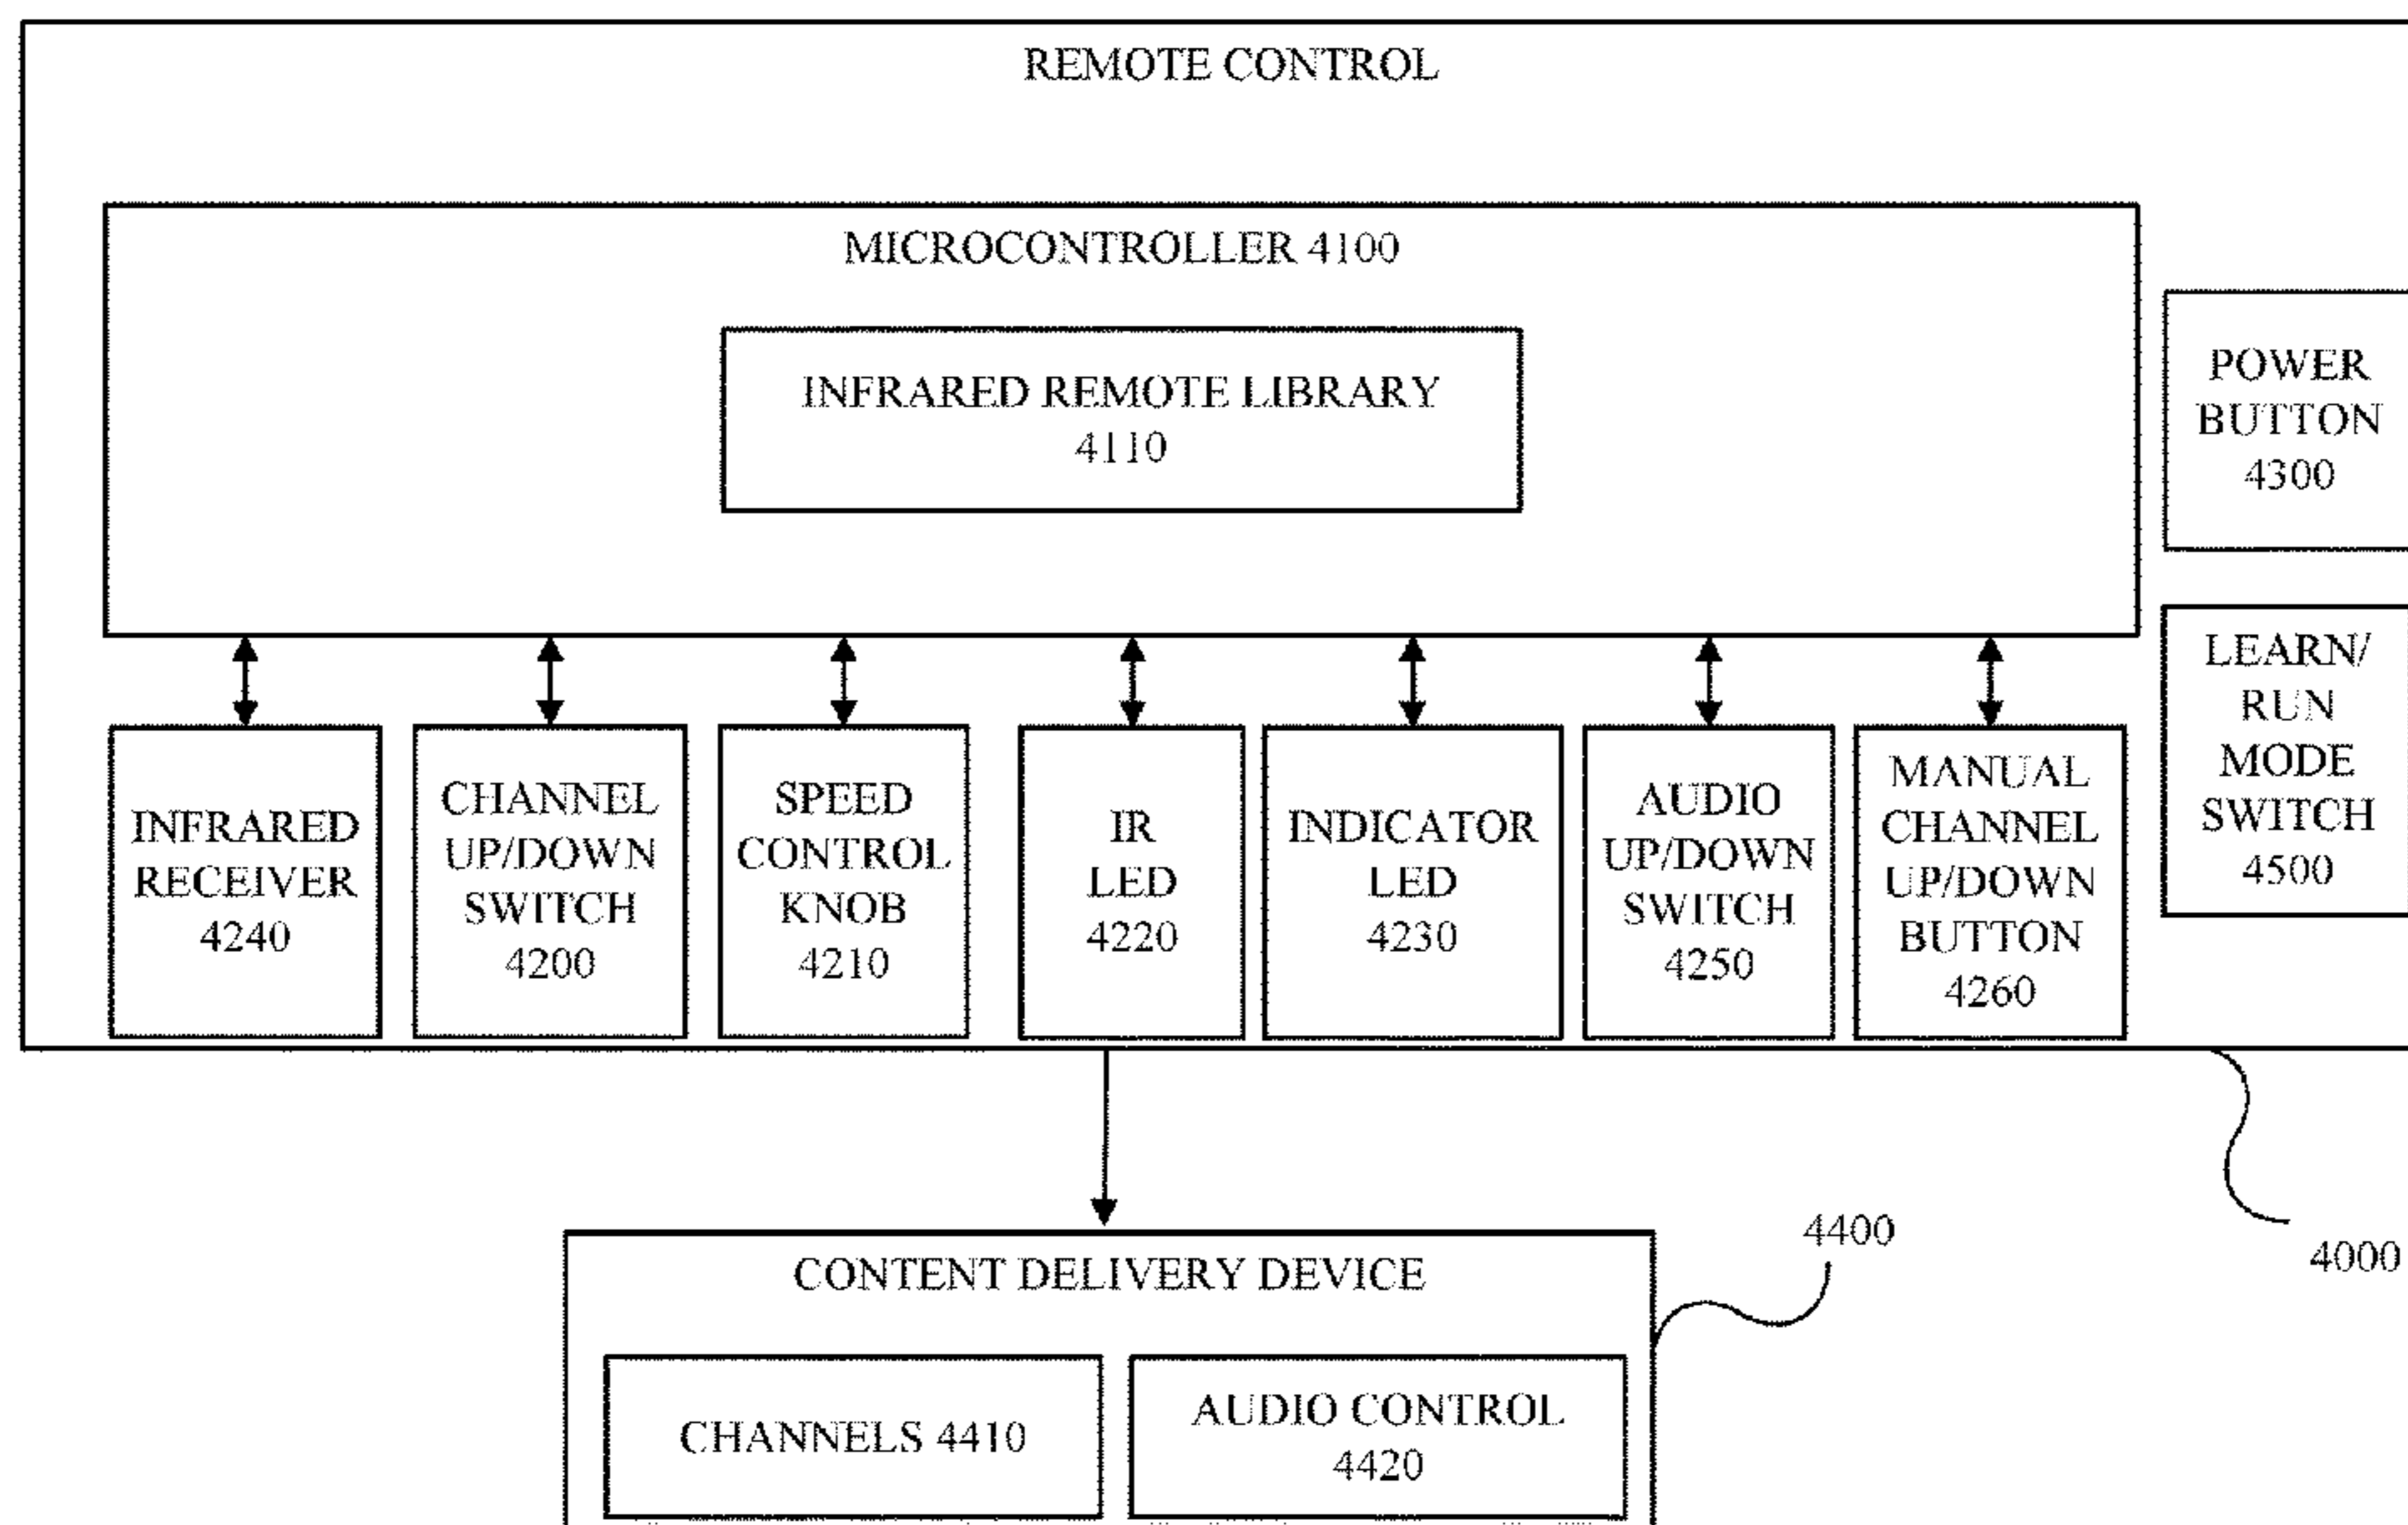 REMOTE CONTROL
MICROCONTROLLER 4100
INFRARED REMOTE LIBRARY
4110
POWER
BUTTON
4300
LEARN/
RUN
MODE
SWITCH
4500
INFRARED
RECEIVER
4240
CHANNEL
UP/DOWN
SWITCH
4200
SPEED
CONTROL
KNOB
4210
IR
LED
4220
INDICATOR
LED
4230
AUDIO
UP/DOWN
SWITCH
4250
MANUAL
CHANNEL
UP/DOWN
BUTTON
4260
4400
4000
CONTENT DELIVERY DEVICE
CHANNELS 4410
AUDIO CONTROL
4420